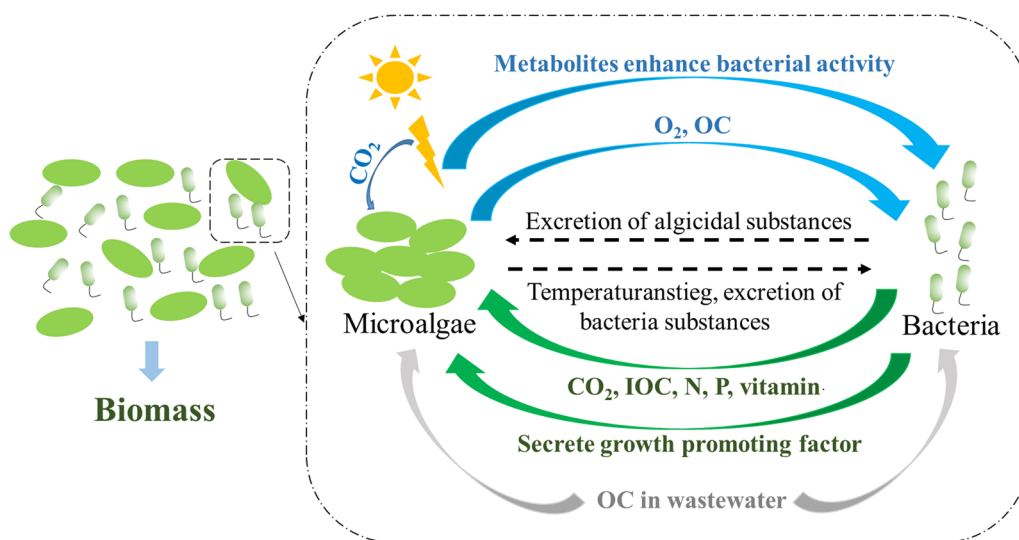 Metabolites enhance bacterial activity
O₂, OC
CO₂
Excretion of algicidal substances
Temperaturanstieg, excretion of
bacteria substances
Microalgae
Bacteria
CO₂, IOC, N, P, vitamin.
Secrete growth promoting factor
OC in wastewater
Biomass